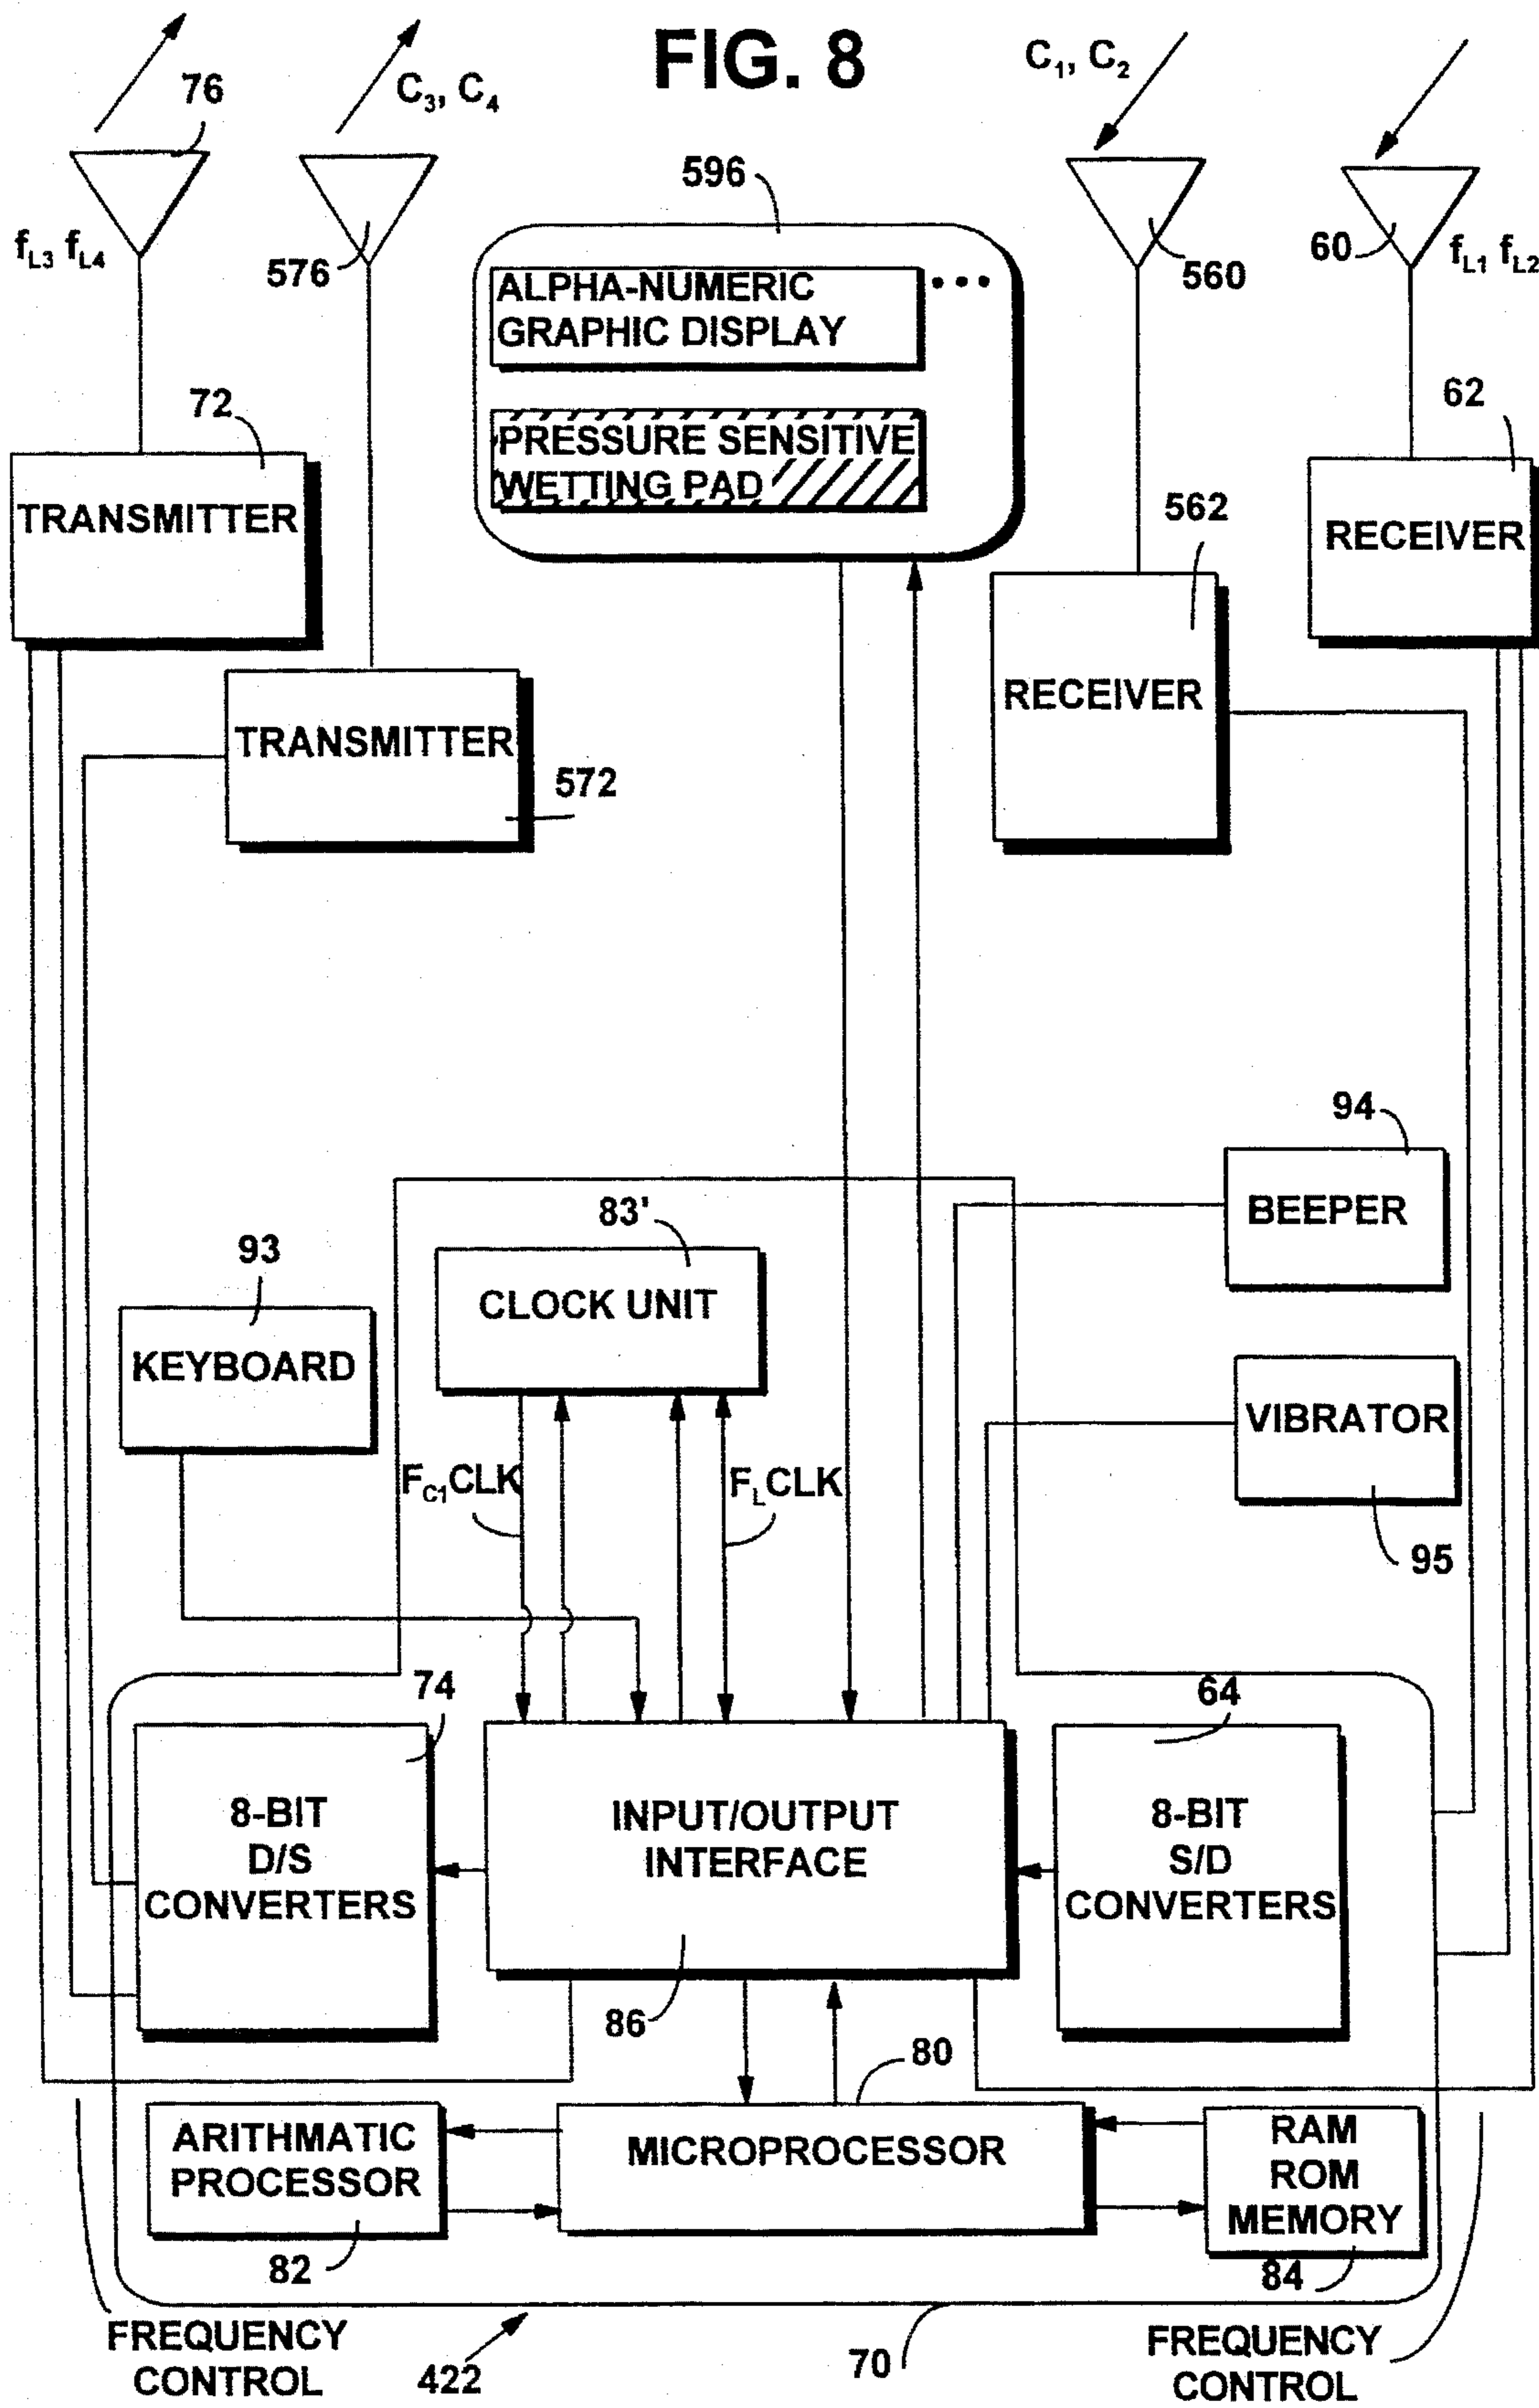 FIG. 8
76
C3, C4
C1, C2
596
fL3 fL4
576
560
60
fL1 fL2
ALPHA-NUMERIC
GRAPHIC DISPLAY
•••
PRESSURE SENSITIVE
WETTING PAD
72
TRANSMITTER
62
RECEIVER
562
RECEIVER
TRANSMITTER
572
94
BEEPER
83'
CLOCK UNIT
93
KEYBOARD
VIBRATOR
95
FC1CLK
FLCLK
74
64
8-BIT
D/S
CONVERTERS
INPUT/OUTPUT
INTERFACE
8-BIT
S/D
CONVERTERS
86
80
ARITHMATIC
PROCESSOR
MICROPROCESSOR
RAM
ROM
MEMORY
82
84
FREQUENCY
CONTROL
422
70
FREQUENCY
CONTROL